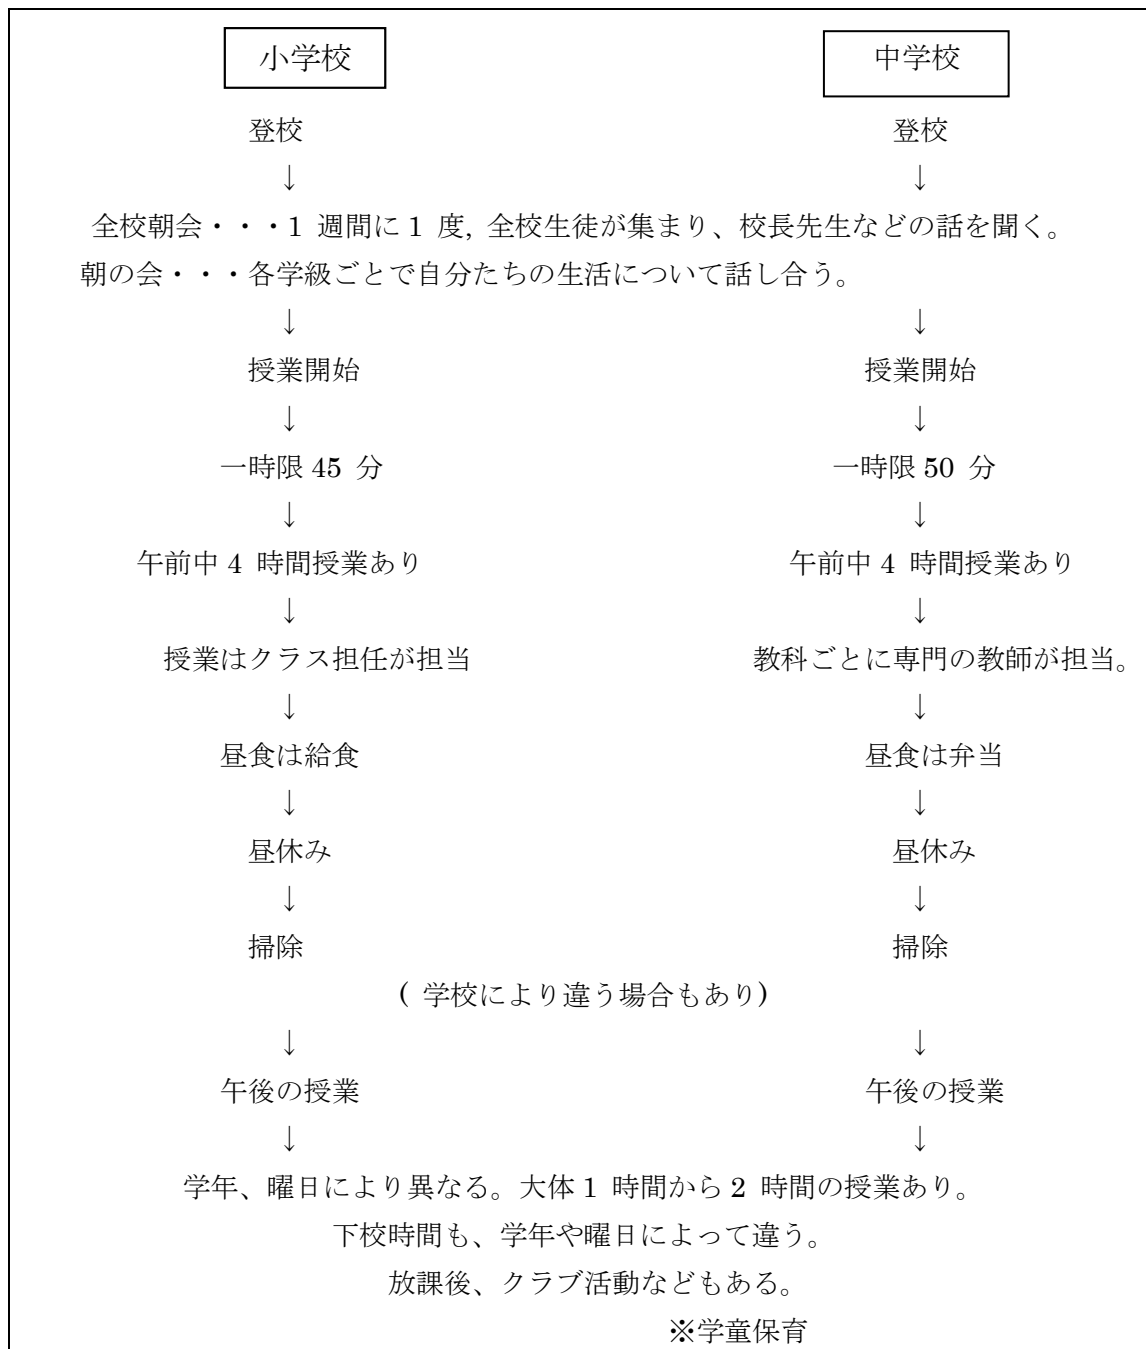 小学校 中学校
登校 登校
↓ ↓
全校朝会・・・1 週間に1 度, 全校生徒が集まり、校長先生などの話を聞く。
朝の会・・・各学級ごとで自分たちの生活について話し合う。
↓ ↓
授業開始 授業開始
↓ ↓
一時限45 分 一時限50 分
↓ ↓
午前中4 時間授業あり 午前中4 時間授業あり
↓ ↓
授業はクラス担任が担当 教科ごとに専門の教師が担当。
↓ ↓
昼食は給食 昼食は弁当
↓ ↓
昼休み 昼休み
↓ ↓
掃除 掃除
( 学校により違う場合もあり)
↓ ↓
午後の授業 午後の授業
↓ ↓
学年、曜日により異なる。大体1 時間から2 時間の授業あり。
下校時間も、学年や曜日によって違う。
放課後、クラブ活動などもある。
※学童保育